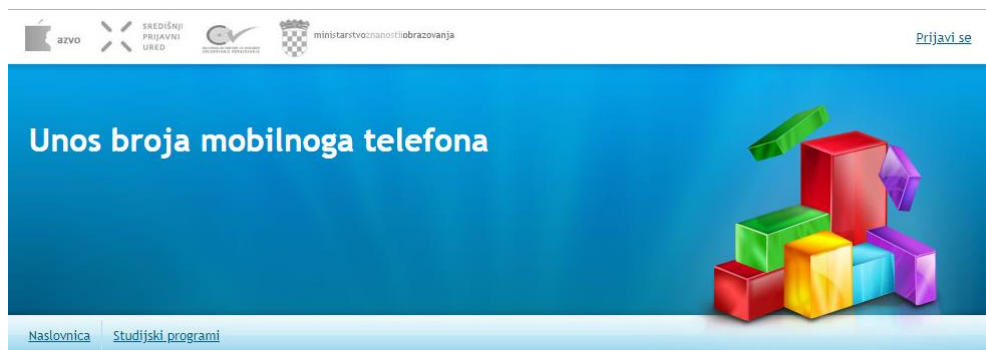 azvo
SREDIŠNJI
PRIJAVNI
URED
ministarstvoznanostiiobrazovanja
Prijavi se
Unos broja mobilnoga telefona
Naslovnica
Studijski programi